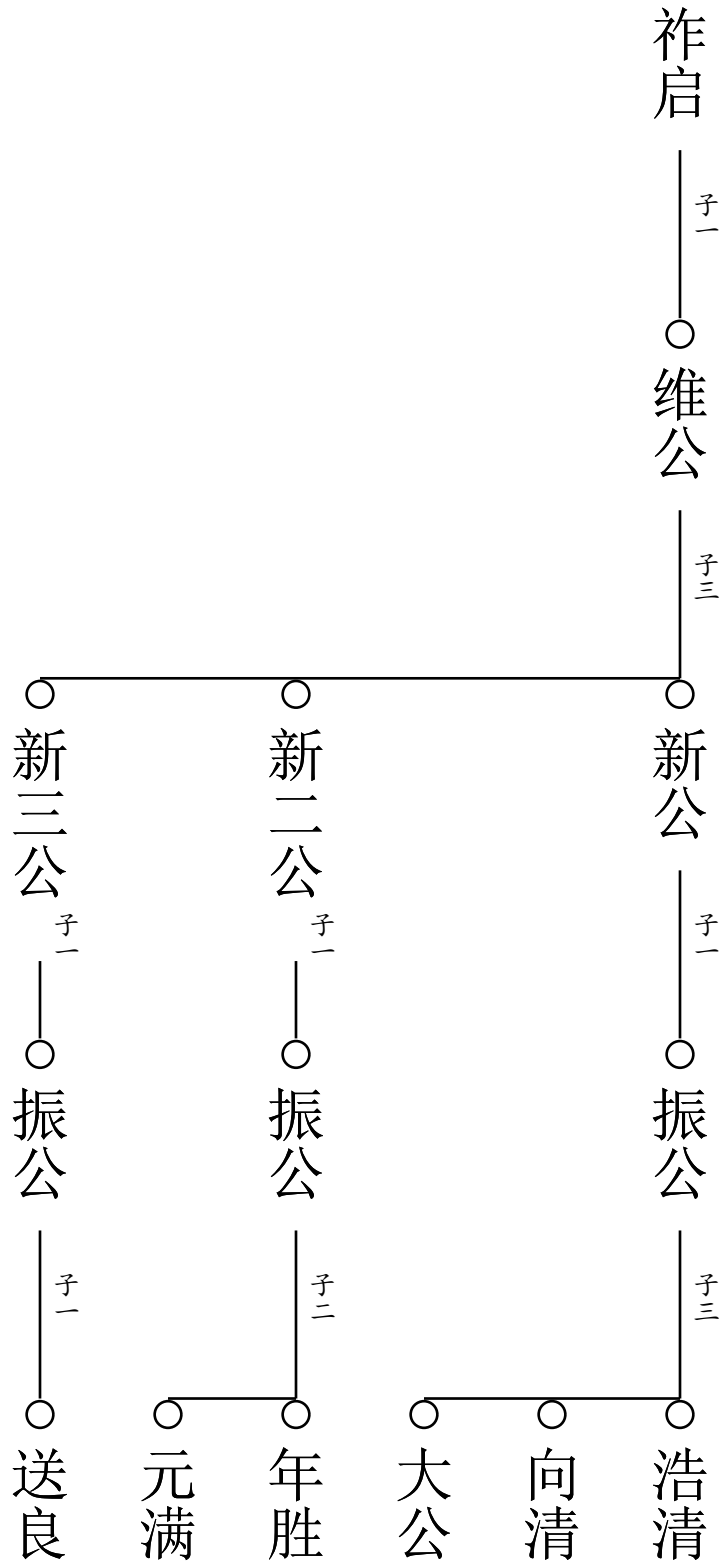 祚启
子一
维公
子三
新公
新二公
新三公
子一
子一
子一
振公
振公
振公
子三
子二
子一
浩清
向清
大公
年胜
元满
送良